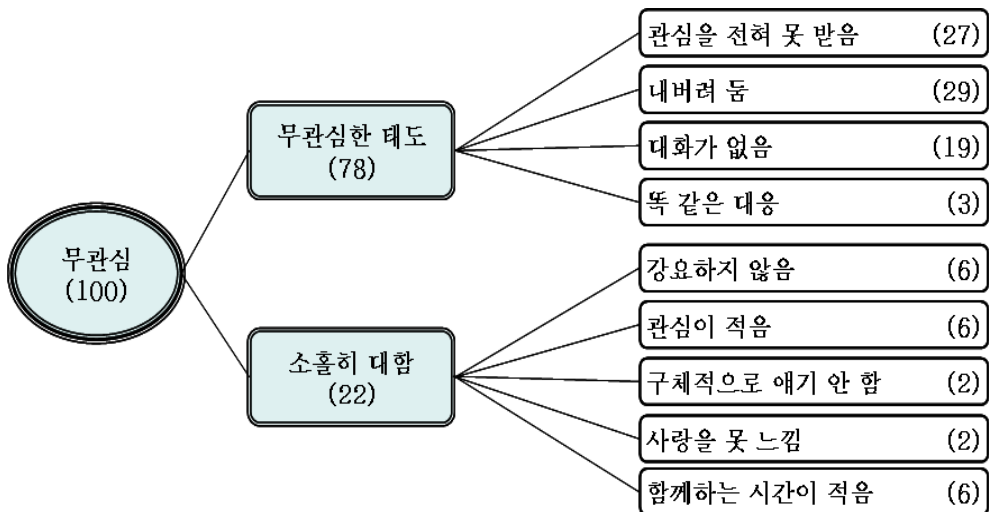 무관심
(100)
무관심한 태도
(78)
관심을 전혀 못 받음 (27)
내버려 둠 (29)
대화가 없음 (19)
똑 같은 대응 (3)
소홀히 대함
(22)
강요하지 않음 (6)
관심이 적음 (6)
구체적으로 얘기 안 함 (2)
사랑을 못 느낌 (2)
함께하는 시간이 적음 (6)